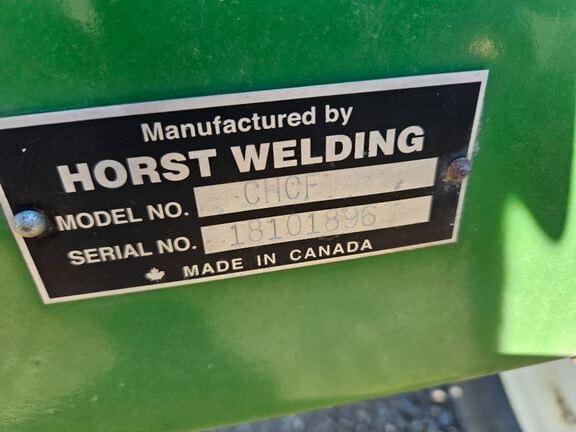 Manufactured by
HORST WELDING
MODEL NO. CHCF
SERIAL NO. 18101896
MADE IN CANADA